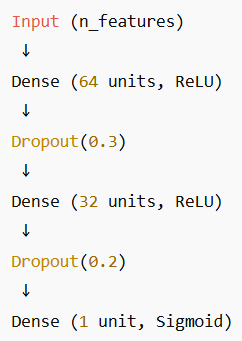 Input (n_features)
↓
Dense (64 units, ReLU)
↓
Dropout(0.3)
↓
Dense (32 units, ReLU)
↓
Dropout(0.2)
↓
Dense (1 unit, Sigmoid)